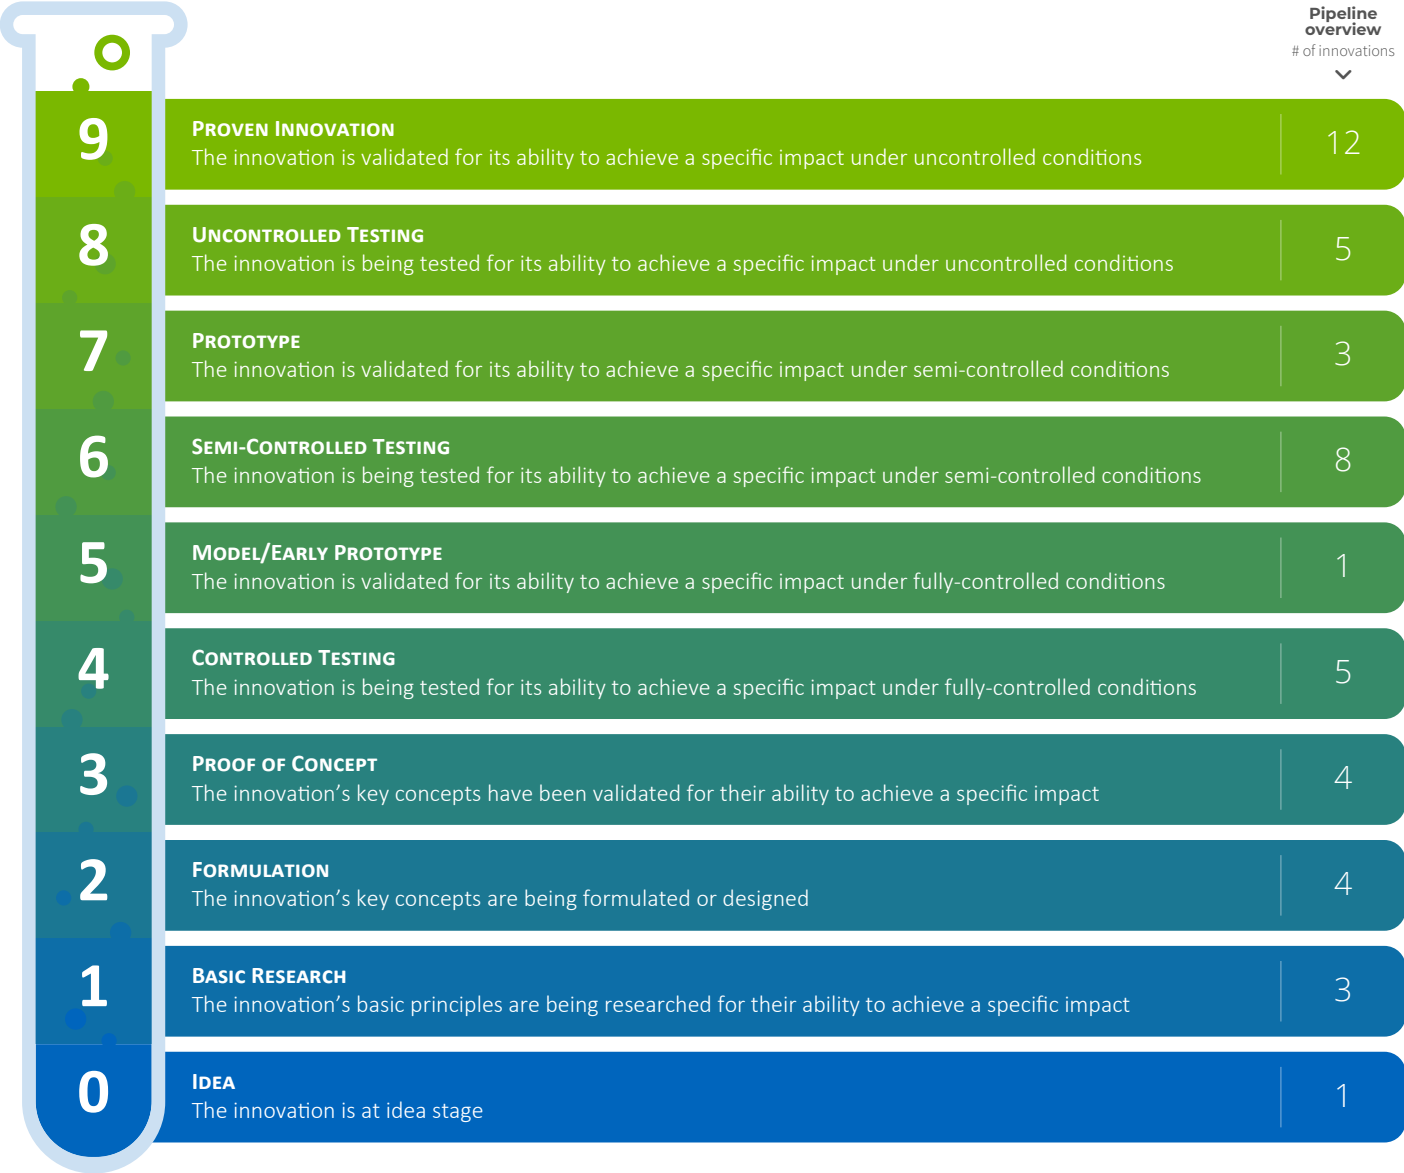 Pipeline
overview
# of innovations
9
PROVEN INNOVATION
The innovation is validated for its ability to achieve a specific impact under uncontrolled conditions
12
8
UNCONTROLLED TESTING
The innovation is being tested for its ability to achieve a specific impact under uncontrolled conditions
5
7
PROTOTYPE
The innovation is validated for its ability to achieve a specific impact under semi-controlled conditions
3
6
SEMI-CONTROLLED TESTING
The innovation is being tested for its ability to achieve a specific impact under semi-controlled conditions
8
5
MODEL/EARLY PROTOTYPE
The innovation is validated for its ability to achieve a specific impact under fully-controlled conditions
1
4
CONTROLLED TESTING
The innovation is being tested for its ability to achieve a specific impact under fully-controlled conditions
5
3
PROOF OF CONCEPT
The innovation’s key concepts have been validated for their ability to achieve a specific impact
4
2
FORMULATION
The innovation’s key concepts are being formulated or designed
4
1
BASIC RESEARCH
The innovation’s basic principles are being researched for their ability to achieve a specific impact
3
0
IDEA
The innovation is at idea stage
1